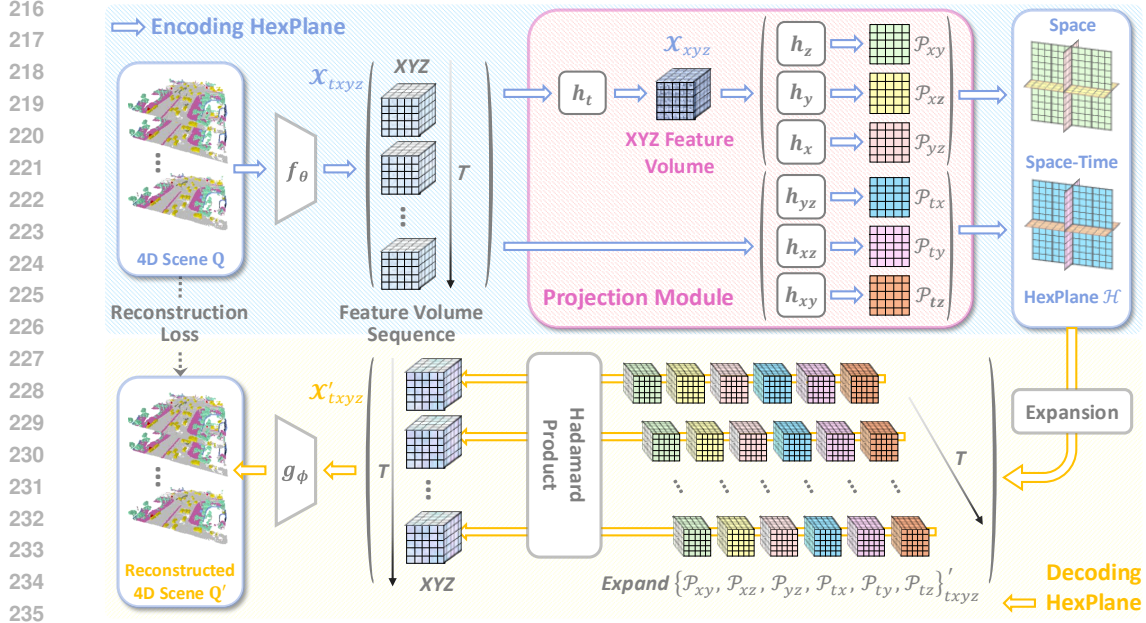 216
217
218
219
220
221
222
223
224
225
226
227
228
229
230
231
232
233
234
235
Encoding HexPlane
4D Scene Q
f_θ
𝒳_txyz
XYZ
T
Feature Volume
Sequence
h_t
𝒳_xyz
XYZ Feature
Volume
h_z
𝒫_xy
h_y
𝒫_xz
h_x
𝒫_yz
h_yz
𝒫_tx
h_xz
𝒫_ty
h_xy
𝒫_tz
Projection Module
Space
Space-Time
HexPlane ℋ
Reconstruction
Loss
Expansion
T
Expand {𝒫_xy, 𝒫_xz, 𝒫_yz, 𝒫_tx, 𝒫_ty, 𝒫_tz}'_txyz
Hadamard
Product
𝒳'_txyz
T
XYZ
g_ϕ
Reconstructed
4D Scene Q'
Decoding
HexPlane